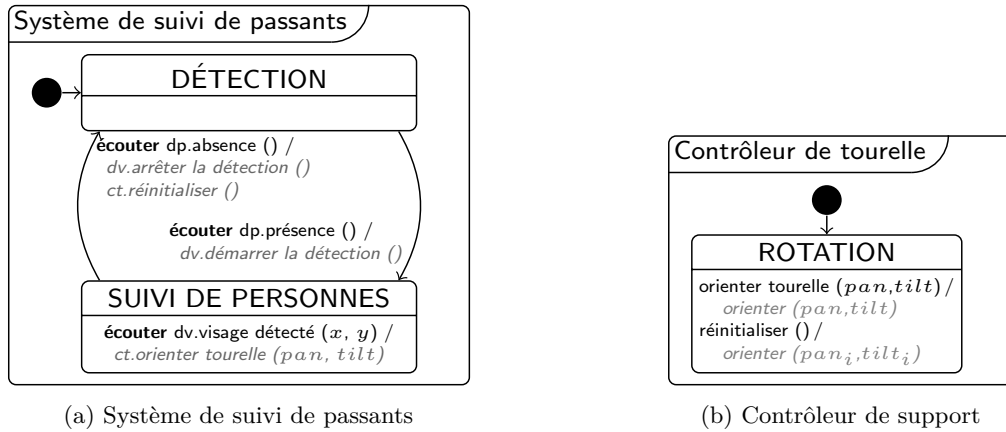 Système de suivi de passants
DÉTECTION
écouter dp.absence () /
dv.arrêter la détection ()
ct.réinitialiser ()
écouter dp.présence () /
dv.démarrer la détection ()
SUIVI DE PERSONNES
écouter dv.visage détecté (x, y) /
ct.orienter tourelle (pan, tilt)
(a) Système de suivi de passants
Contrôleur de tourelle
ROTATION
orienter tourelle (pan,tilt) /
orienter (pan,tilt)
réinitialiser () /
orienter (pan_i,tilt_i)
(b) Contrôleur de support